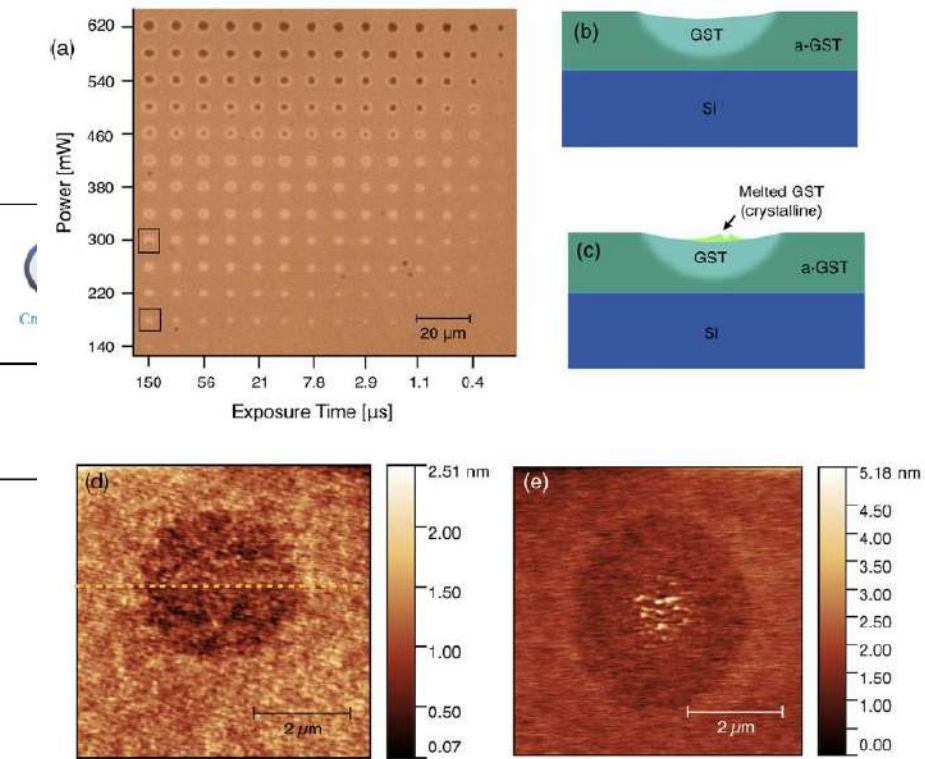 (a)
Power [mW]
620
540
460
380
300
220
140
150 56 21 7.8 2.9 1.1 0.4
Exposure Time [µs]
20 µm
(b)
GST
a-GST
Si
Melted GST
(crystalline)
(c)
GST
a-GST
Si
(d)
2 µm
2.51 nm
2.00
1.50
1.00
0.50
0.07
(e)
2 µm
5.18 nm
4.50
4.00
3.50
3.00
2.50
2.00
1.50
1.00
0.00